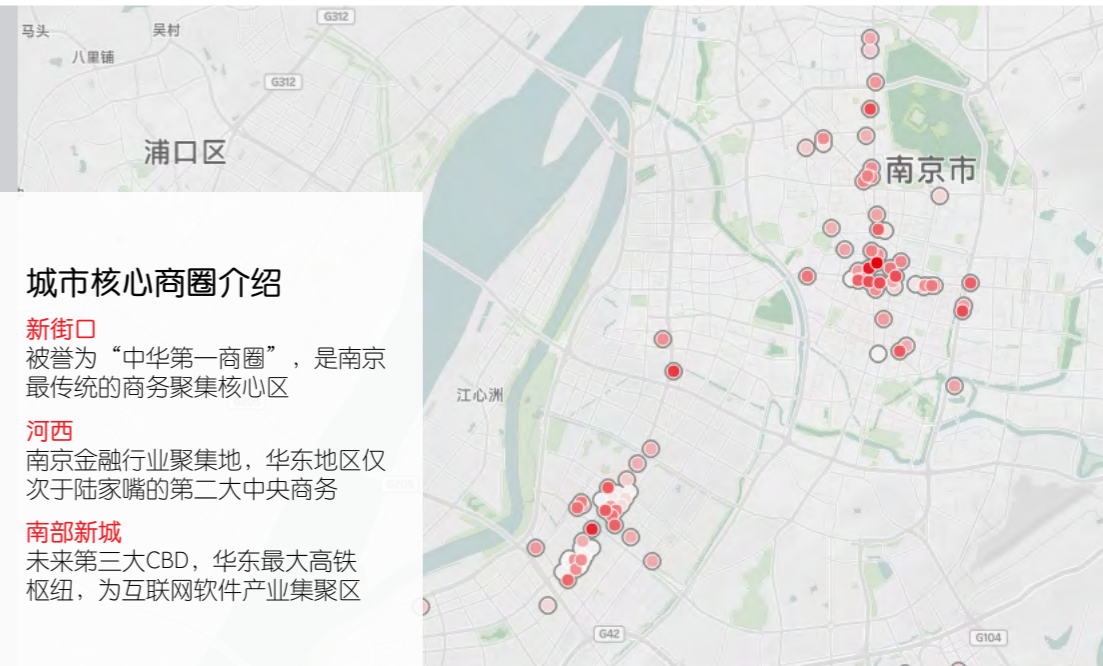 马头
吴村
G312
八里铺
G312
浦口区
南京市
城市核心商圈介绍
新街口
被誉为“中华第一商圈”，是南京
最传统的商务聚集核心区
江心洲
河西
南京金融行业聚集地，华东地区仅
次于陆家嘴的第二大中央商务
南部新城
未来第三大CBD，华东最大高铁
枢纽，为互联网软件产业集聚区
G42
G104